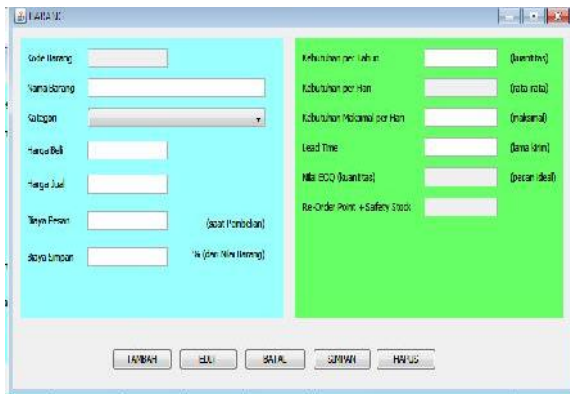 BARANG
Kode Barang
Nama Barang
Kategori
Harga Beli
Harga Jual
Biaya Pesan (saat Pembelian)
Biaya Simpan % (dari Nilai Barang)
Kebutuhan per Tahun (kuantitas)
Kebutuhan per Hari (rata-rata)
Kebutuhan Maksimal per Hari (maksimal)
Lead Time (lama kirim)
Nilai EOQ (kuantitas) (pesan ideal)
Re-Order Point + Safety Stock
TAMBAH EDIT BATAL SIMPAN HAPUS